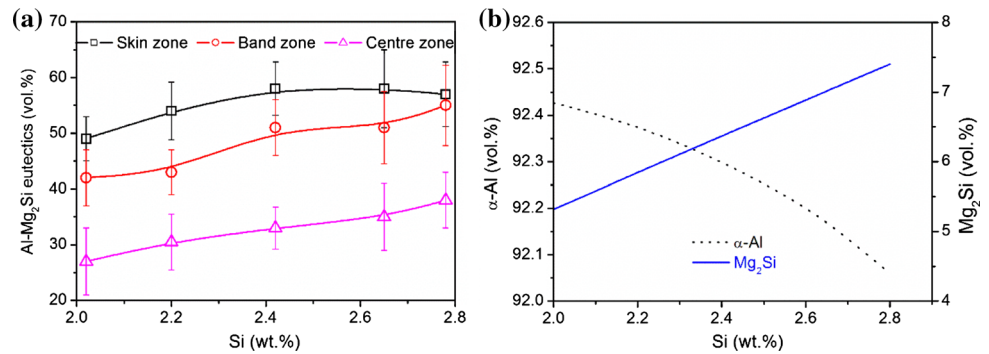 (a)
Skin zone
Band zone
Centre zone
Al-Mg₂Si eutectics (vol.%)
70
60
50
40
30
20
2.0
2.2
2.4
2.6
2.8
Si (wt.%)
(b)
α-Al (vol.%)
92.6
92.5
92.4
92.3
92.2
92.1
92.0
α-Al
Mg₂Si
2.0
2.2
2.4
2.6
2.8
Si (wt.%)
8
7
6
5
4
Mg₂Si (vol.%)